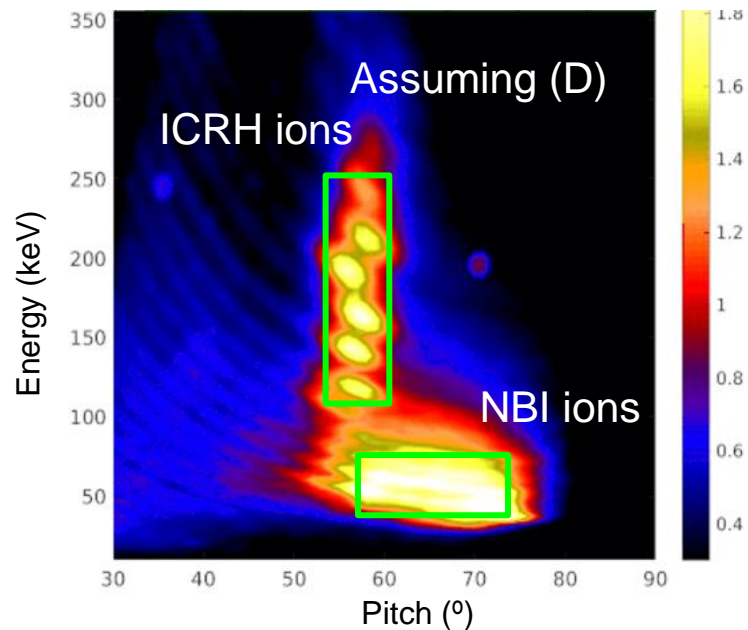 Assuming (D)
ICRH ions
NBI ions
Energy (keV)
350
300
250
200
150
100
50
30 40 50 60 70 80 90
Pitch (º)
1.8
1.6
1.4
1.2
1
0.8
0.6
0.4